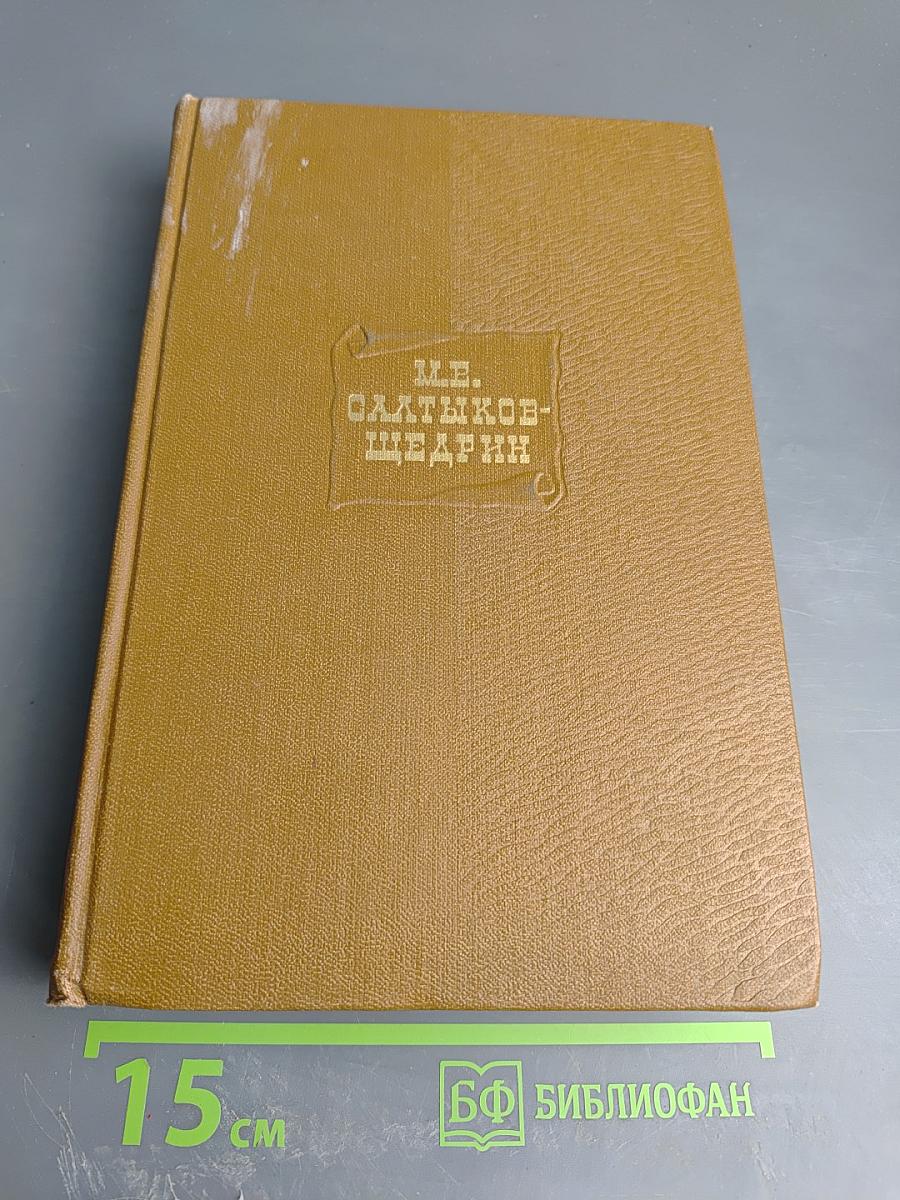 М.Е.
САЛТЫКОВ-
ЩЕДРИН
15 см
БФ БИБЛИОФАН